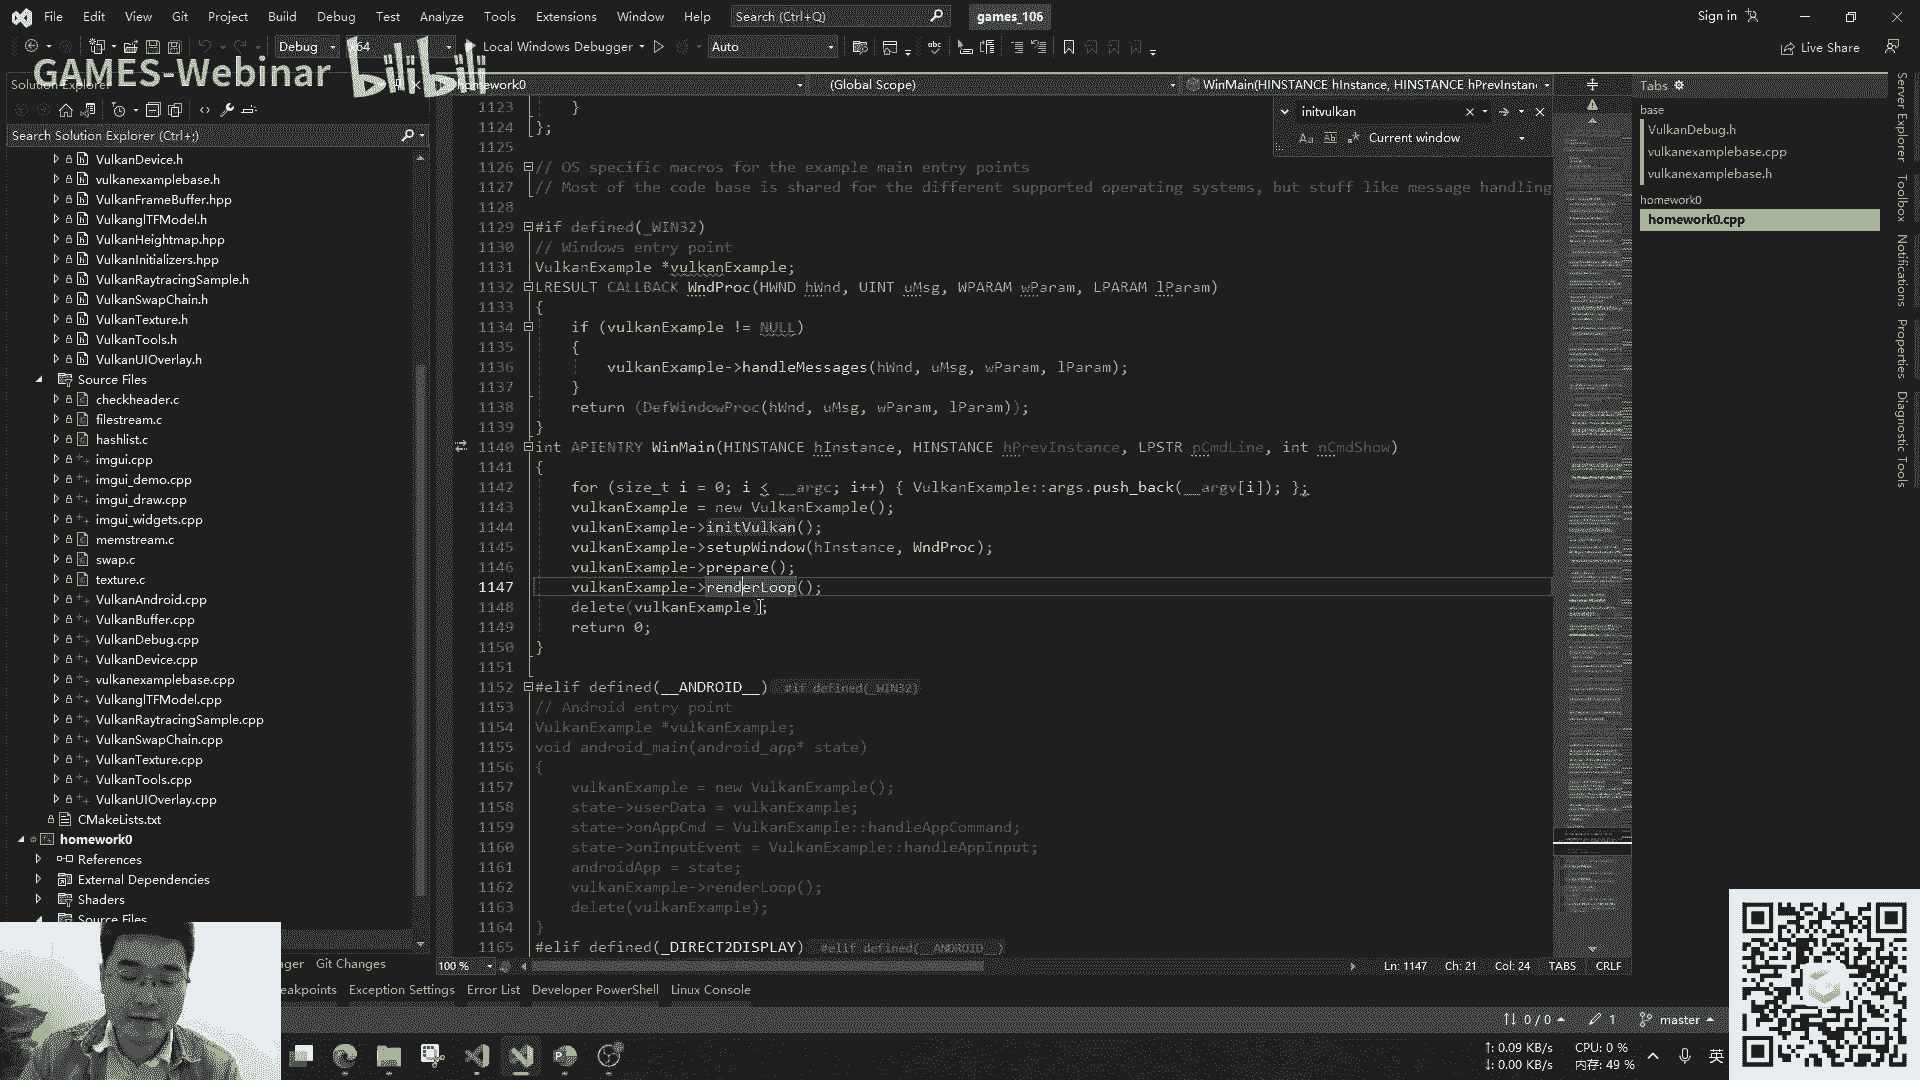 File Edit View Git Project Build Debug Test Analyze Tools Extensions Window Help Search (Ctrl+Q) games_106 Sign in
Debug x64 Local Windows Debugger Auto Live Share
GAMES-Webinar bilibili
Solution Explorer
homework0 (Global Scope) WinMain(HINSTANCE hInstance, HINSTANCE hPrevInstanc
Search Solution Explorer (Ctrl+;)
VulkanDevice.h
vulkanexamplebase.h
VulkanFrameBuffer.hpp
VulkanglTFModel.h
VulkanHeightmap.hpp
VulkanInitializers.hpp
VulkanRaytracingSample.h
VulkanSwapChain.h
VulkanTexture.h
VulkanTools.h
VulkanUIOverlay.h
Source Files
checkheader.c
filestream.c
hashlist.c
imgui.cpp
imgui_demo.cpp
imgui_draw.cpp
imgui_widgets.cpp
memstream.c
swap.c
texture.c
VulkanAndroid.cpp
VulkanBuffer.cpp
VulkanDebug.cpp
VulkanDevice.cpp
vulkanexamplebase.cpp
VulkanglTFModel.cpp
VulkanRaytracingSample.cpp
VulkanSwapChain.cpp
VulkanTexture.cpp
VulkanTools.cpp
VulkanUIOverlay.cpp
CMakeLists.txt
homework0
References
External Dependencies
Shaders
Source Files
initvulkan
Aa Ab .* Current window
1123 }
1124 };
1125
1126 // OS specific macros for the example main entry points
1127 // Most of the code base is shared for the different supported operating systems, but stuff like message handling
1128
1129 #if defined(_WIN32)
1130 // Windows entry point
1131 VulkanExample *vulkanExample;
1132 LRESULT CALLBACK WndProc(HWND hWnd, UINT uMsg, WPARAM wParam, LPARAM lParam)
1133 {
1134 if (vulkanExample != NULL)
1135 {
1136 vulkanExample->handleMessages(hWnd, uMsg, wParam, lParam);
1137 }
1138 return (DefWindowProc(hWnd, uMsg, wParam, lParam));
1139 }
1140 int APIENTRY WinMain(HINSTANCE hInstance, HINSTANCE hPrevInstance, LPSTR pCmdLine, int nCmdShow)
1141 {
1142 for (size_t i = 0; i < __argc; i++) { VulkanExample::args.push_back(__argv[i]); };
1143 vulkanExample = new VulkanExample();
1144 vulkanExample->initVulkan();
1145 vulkanExample->setupWindow(hInstance, WndProc);
1146 vulkanExample->prepare();
1147 vulkanExample->renderLoop();
1148 delete(vulkanExample);
1149 return 0;
1150 }
1151
1152 #elif defined(__ANDROID__) #if defined(_WIN32)
1153 // Android entry point
1154 VulkanExample *vulkanExample;
1155 void android_main(android_app* state)
1156 {
1157 vulkanExample = new VulkanExample();
1158 state->userData = vulkanExample;
1159 state->onAppCmd = VulkanExample::handleAppCommand;
1160 state->onInputEvent = VulkanExample::handleAppInput;
1161 androidApp = state;
1162 vulkanExample->renderLoop();
1163 delete(vulkanExample);
1164 }
1165 #elif defined(_DIRECT2DISPLAY) #elif defined(__ANDROID__)
100 % Ln: 1147 Ch: 21 Col: 24 TABS CRLF
Tabs
base
VulkanDebug.h
vulkanexamplebase.cpp
vulkanexamplebase.h
homework0
homework0.cpp
Server Explorer
Toolbox
Notifications
Properties
Diagnostic Tools
ager Git Changes
eakpoints Exception Settings Error List Developer PowerShell Linux Console
0 / 0 1 master
↑: 0.09 KB/s CPU: 0 %
↓: 0.00 KB/s 内存: 49 %
英